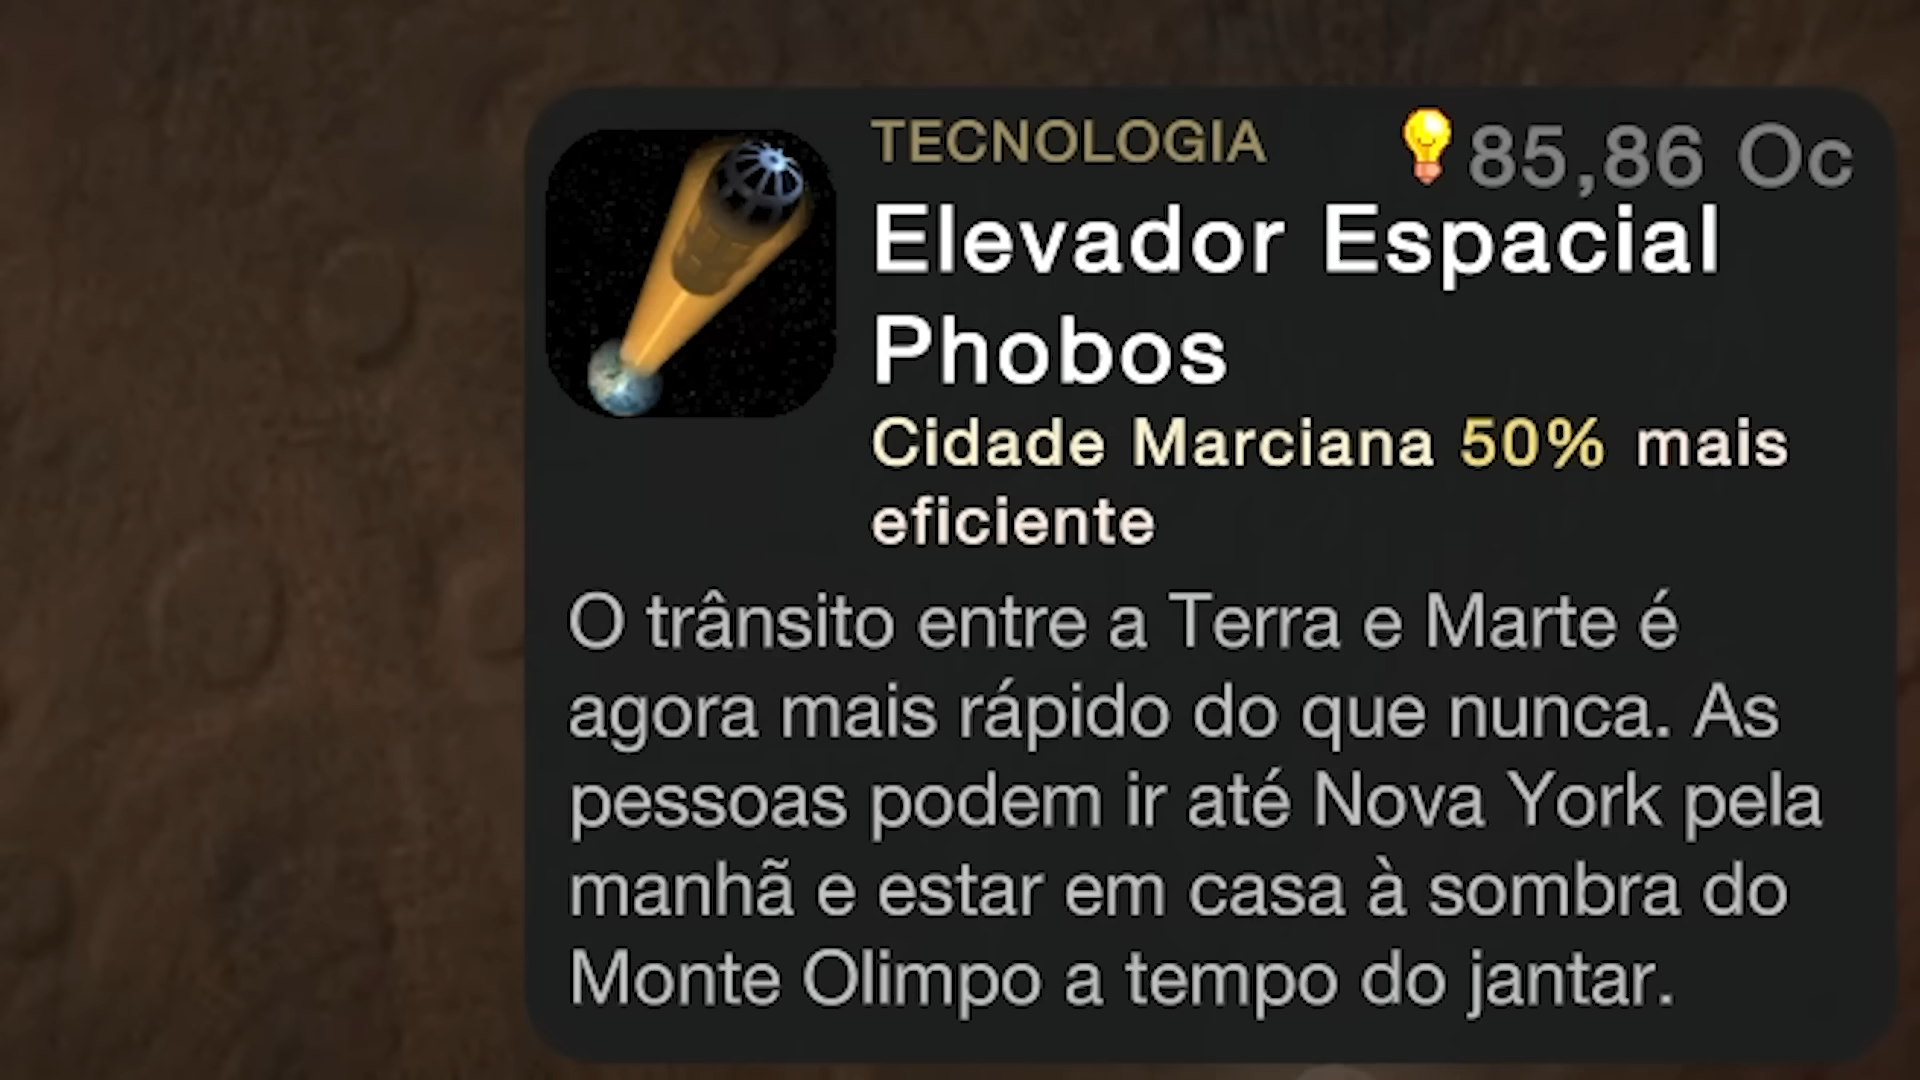 TECNOLOGIA
85,86 Oc
Elevador Espacial
Phobos
Cidade Marciana 50% mais
eficiente
O trânsito entre a Terra e Marte é
agora mais rápido do que nunca. As
pessoas podem ir até Nova York pela
manhã e estar em casa à sombra do
Monte Olimpo a tempo do jantar.